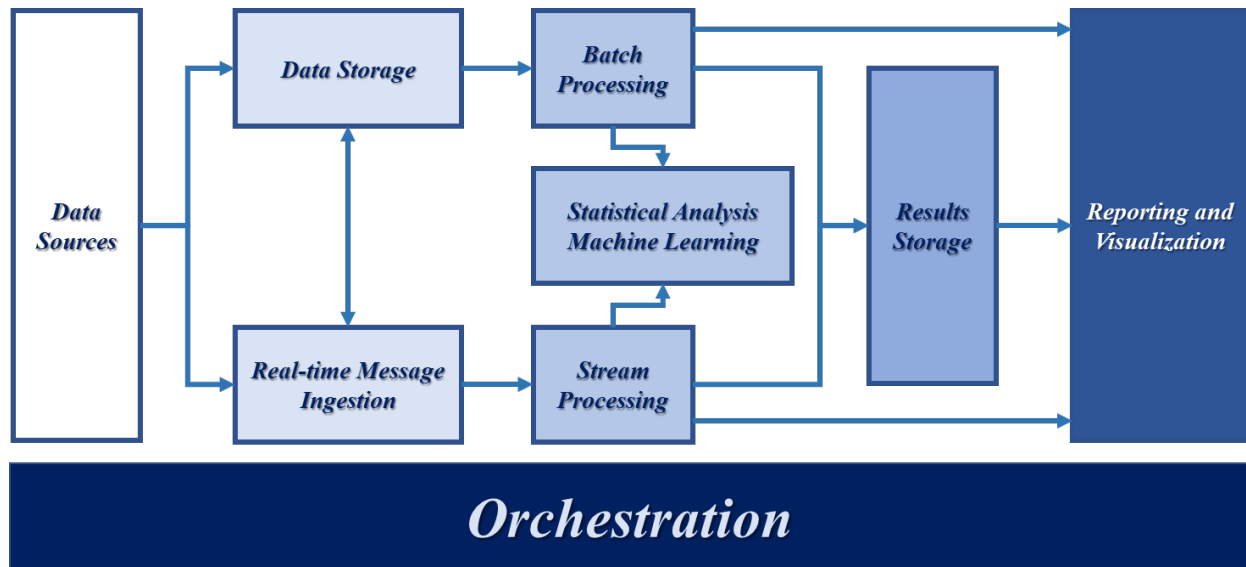 Data
Sources
Data Storage
Real-time Message
Ingestion
Batch
Processing
Statistical Analysis
Machine Learning
Stream
Processing
Results
Storage
Reporting and
Visualization
Orchestration